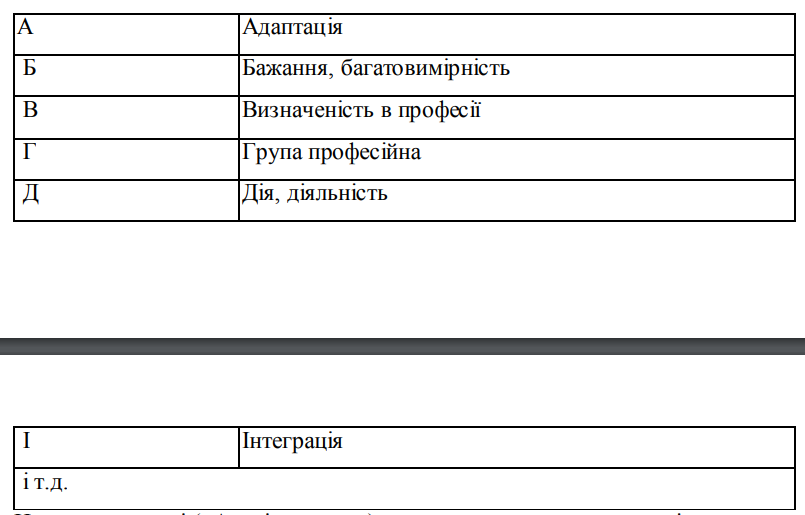 А Адаптація
Б Бажання, багатовимірність
В Визначеність в професії
Г Група професійна
Д Дія, діяльність
І Інтеграція
і т.д.